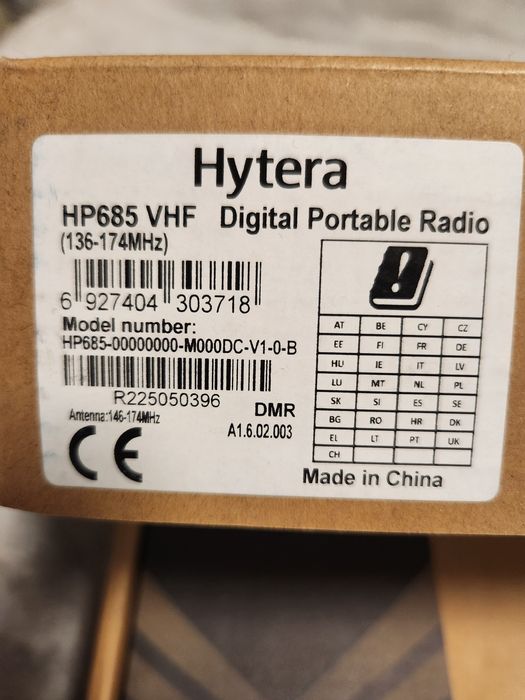 Hytera
HP685 VHF Digital Portable Radio
(136-174MHz)
6 927404 303718
Model number:
HP685-00000000-M000DC-V1-0-B
R225050396
Antenna:146-174MHz
DMR
A1.6.02.003
CE
!
AT BE CY CZ
EE FI FR DE
HU IE IT LV
LU MT NL PL
SK SI ES SE
BG RO HR DK
EL LT PT UK
CH
Made in China